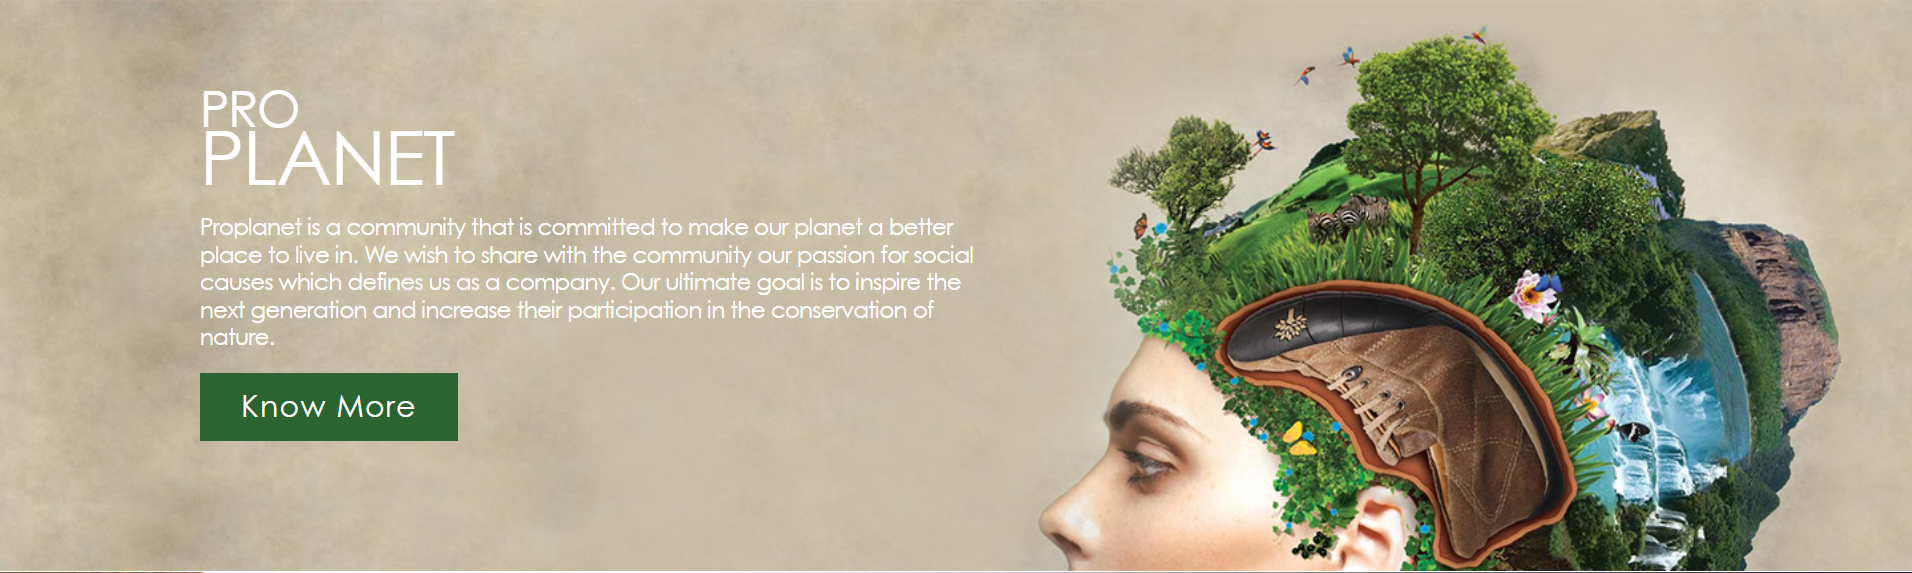 PRO
PLANET
Proplanet is a community that is committed to make our planet a better
place to live in. We wish to share with the community our passion for social
causes which defines us as a company. Our ultimate goal is to inspire the
next generation and increase their participation in the conservation of
nature.
Know More